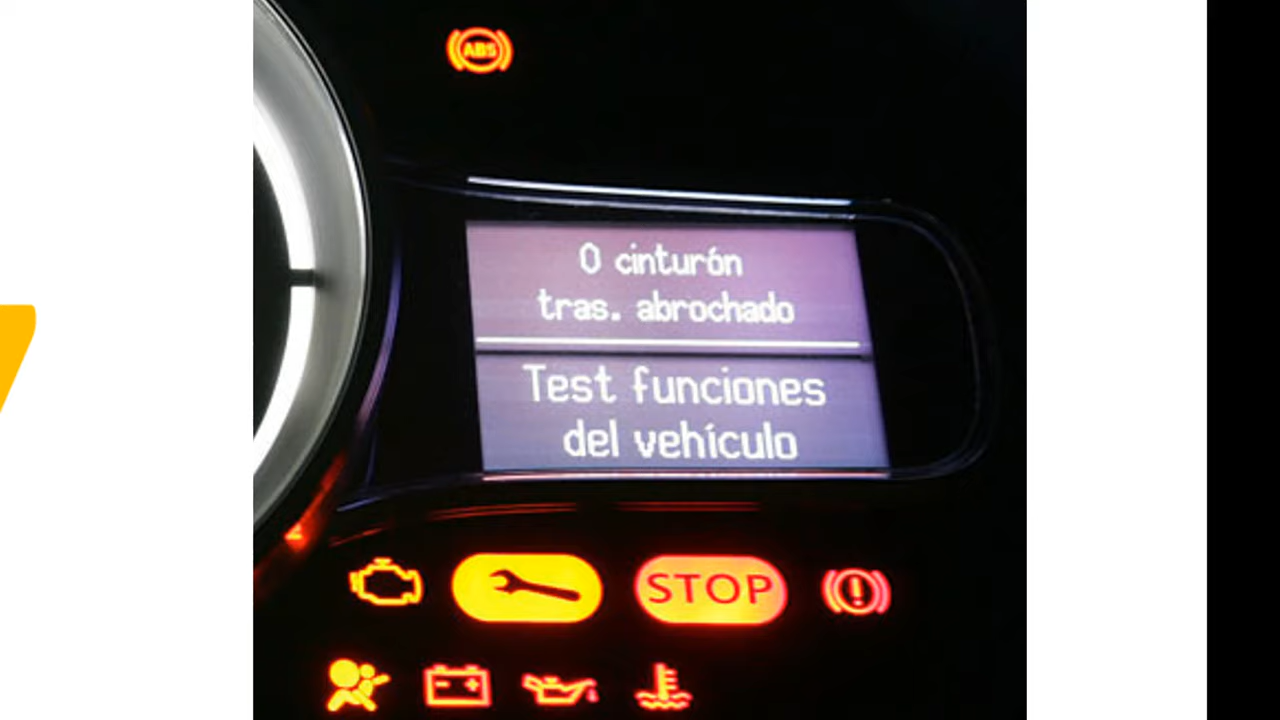 ABS
0 cinturón
tras. abrochado
Test funciones
del vehículo
STOP